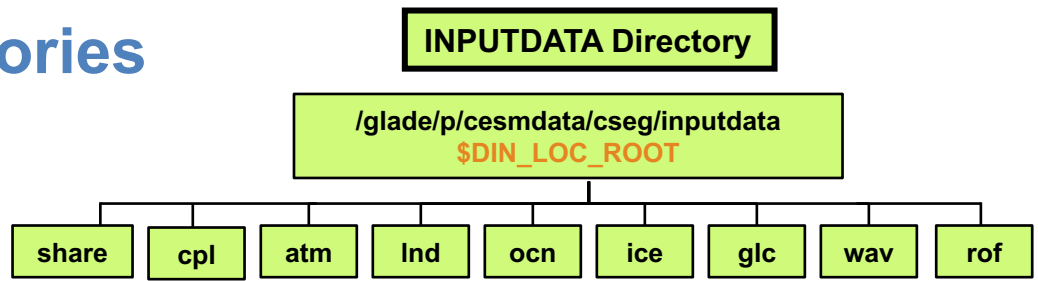 ories
INPUTDATA Directory
/glade/p/cesmdata/cseg/inputdata
$DIN_LOC_ROOT
share cpl atm lnd ocn ice glc wav rof